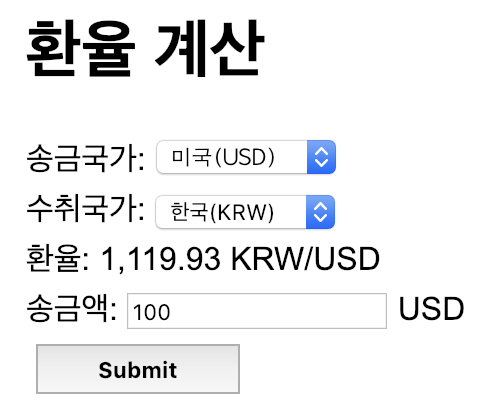 환율 계산
송금국가: 미국(USD)
수취국가: 한국(KRW)
환율: 1,119.93 KRW/USD
송금액: 100 USD
Submit